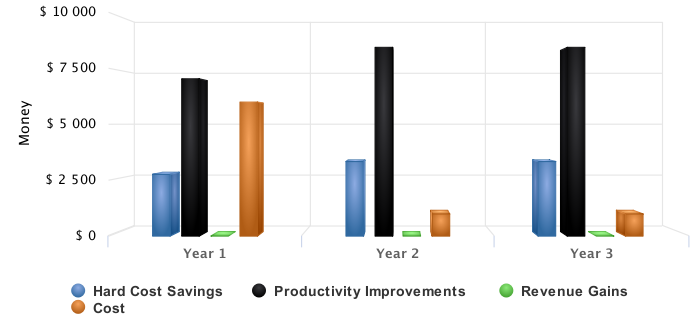 $ 10 000
$ 7 500
$ 5 000
$ 2 500
$ 0
Money
Year 1
Year 2
Year 3
Hard Cost Savings
Productivity Improvements
Revenue Gains
Cost